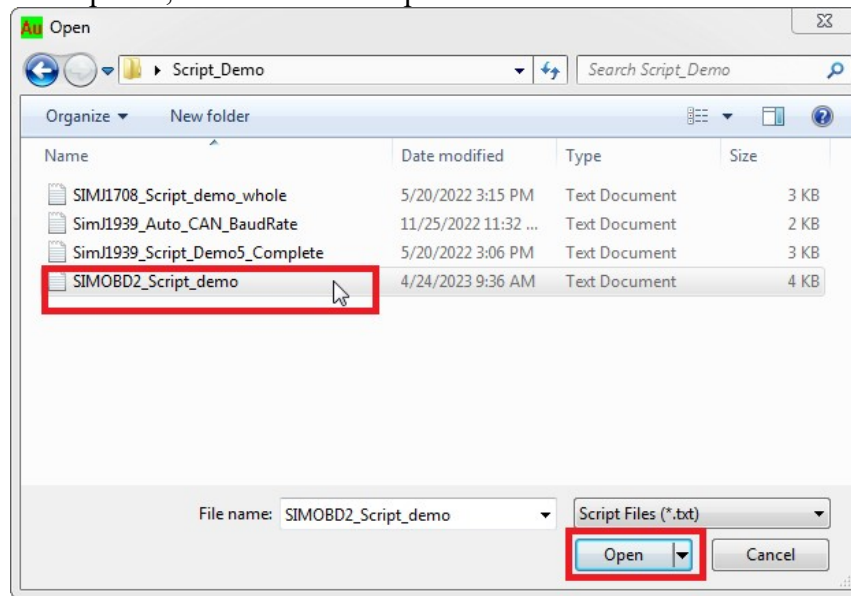 Au Open
Script_Demo
Search Script_Demo
Organize
New folder
Name
Date modified
Type
Size
SIMJ1708_Script_demo_whole 5/20/2022 3:15 PM Text Document 3 KB
SimJ1939_Auto_CAN_BaudRate 11/25/2022 11:32 ... Text Document 2 KB
SimJ1939_Script_Demo5_Complete 5/20/2022 3:06 PM Text Document 3 KB
SIMOBD2_Script_demo 4/24/2023 9:36 AM Text Document 4 KB
File name: SIMOBD2_Script_demo Script Files (*.txt)
Open Cancel